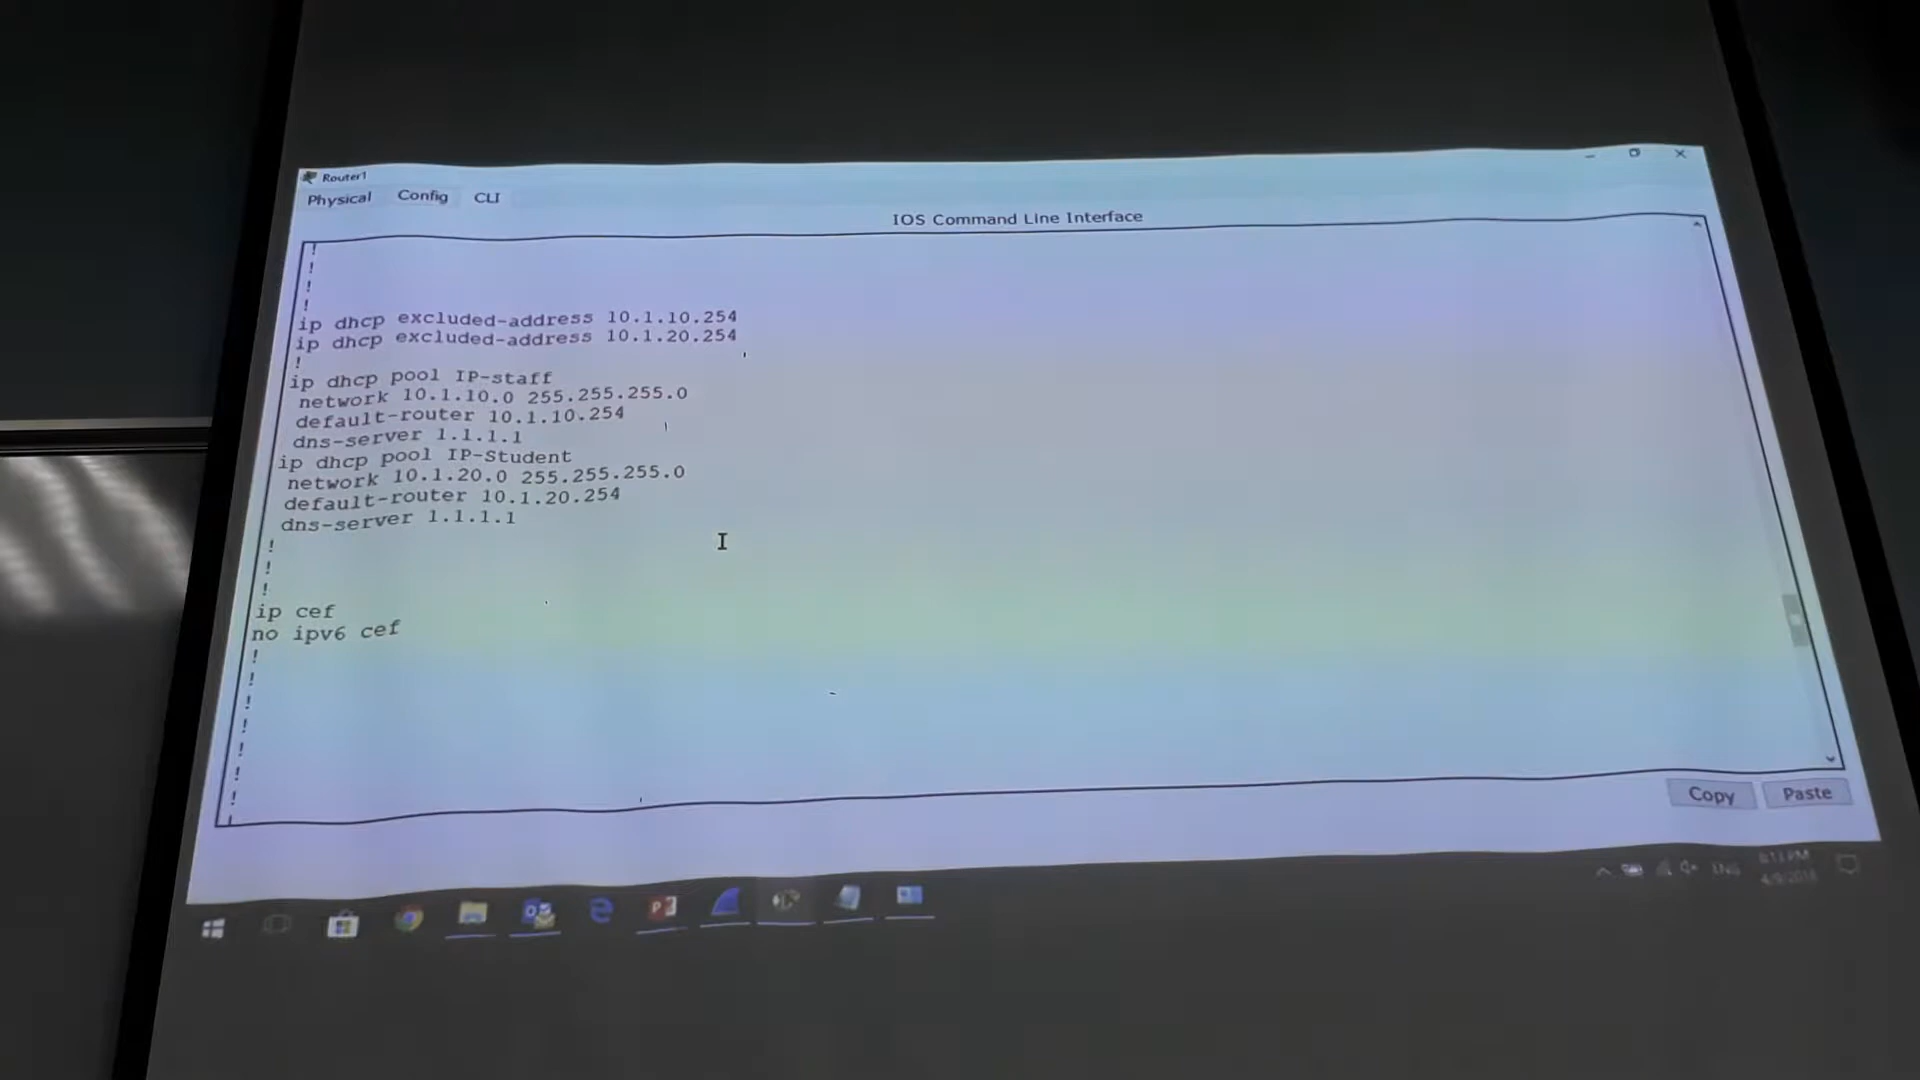 Router1
Physical Config CLI
IOS Command Line Interface
!
!
!
!
ip dhcp excluded-address 10.1.10.254
ip dhcp excluded-address 10.1.20.254
!
ip dhcp pool IP-staff
network 10.1.10.0 255.255.255.0
default-router 10.1.10.254
dns-server 1.1.1.1
ip dhcp pool IP-Student
network 10.1.20.0 255.255.255.0
default-router 10.1.20.254
dns-server 1.1.1.1
!
!
!
ip cef
no ipv6 cef
!
!
!
!
!
!
!
!
Copy Paste
ENG